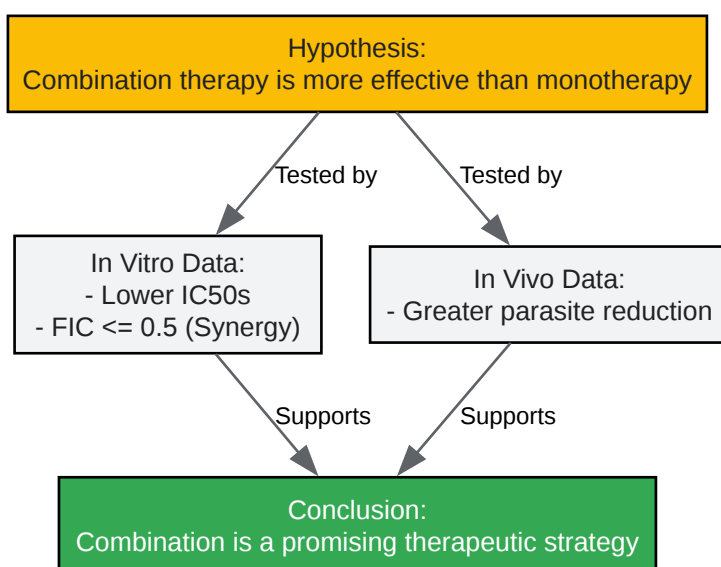 Hypothesis:
Combination therapy is more effective than monotherapy
Tested by
Tested by
In Vitro Data:
- Lower IC50s
- FIC <= 0.5 (Synergy)
In Vivo Data:
- Greater parasite reduction
Supports
Supports
Conclusion:
Combination is a promising therapeutic strategy